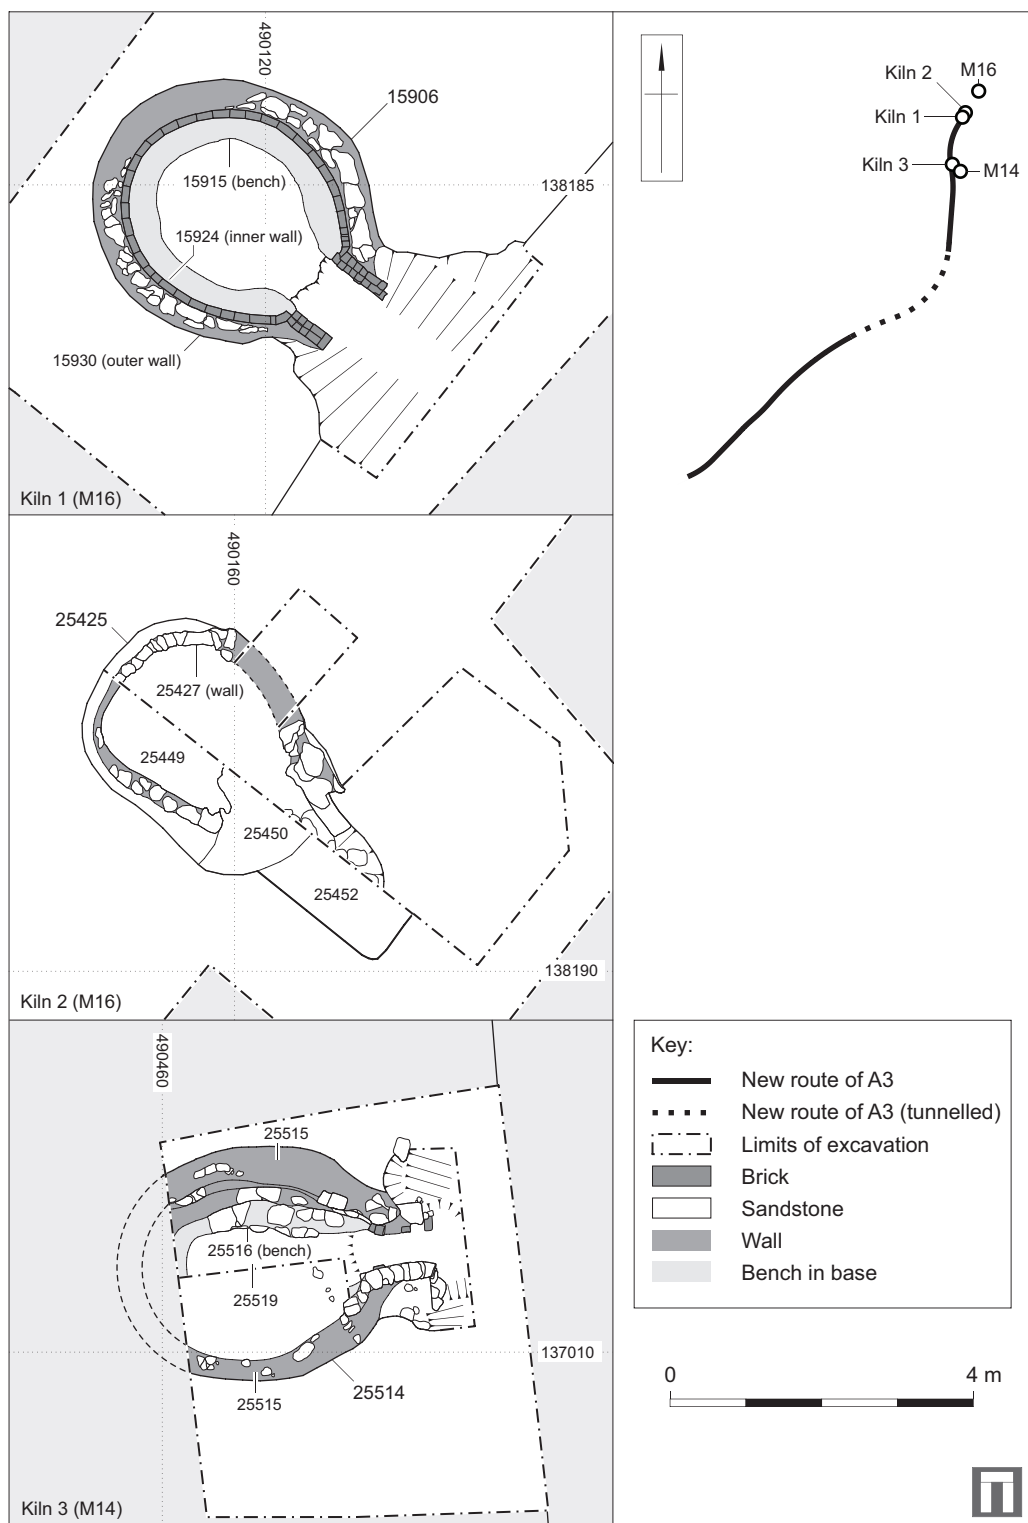 490120
15906
15915 (bench)
138185
15924 (inner wall)
15930 (outer wall)
Kiln 1 (M16)
490160
25425
25427 (wall)
25449
25450
25452
138190
Kiln 2 (M16)
490460
25515
25516 (bench)
25519
137010
25514
25515
Kiln 3 (M14)
Kiln 2
M16
Kiln 1
Kiln 3
M14
Key:
New route of A3
New route of A3 (tunnelled)
Limits of excavation
Brick
Sandstone
Wall
Bench in base
0
4 m